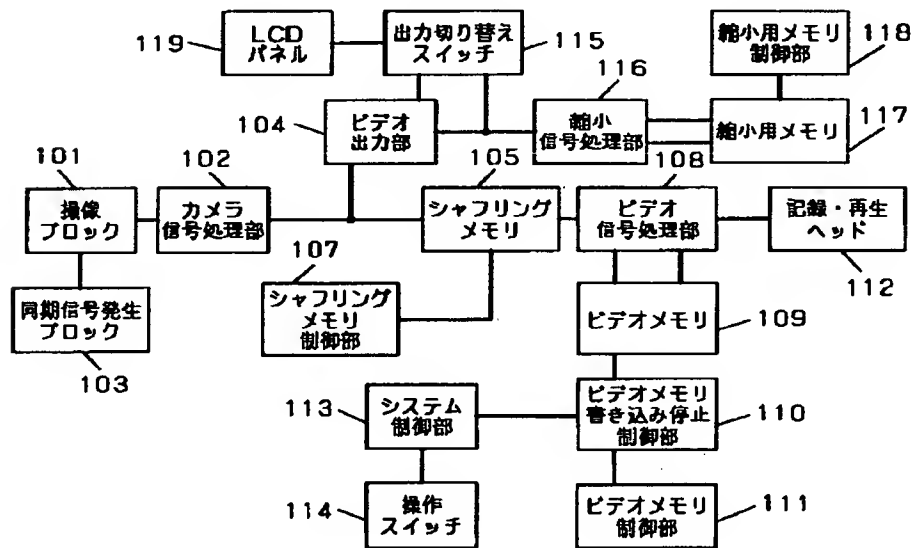 119
LCD
パネル
出力切り替え
スイッチ
115
116
縮小用メモリ
制御部
118
104
ビデオ
出力部
縮小
信号処理部
縮小用メモリ
117
101
102
105
108
撮像
ブロック
カメラ
信号処理部
シャフリング
メモリ
ビデオ
信号処理部
記録・再生
ヘッド
107
112
同期信号発生
ブロック
シャフリング
メモリ
制御部
ビデオメモリ
109
103
113
システム
制御部
ビデオメモリ
書き込み停止
制御部
110
114
操作
スイッチ
ビデオメモリ
制御部
111